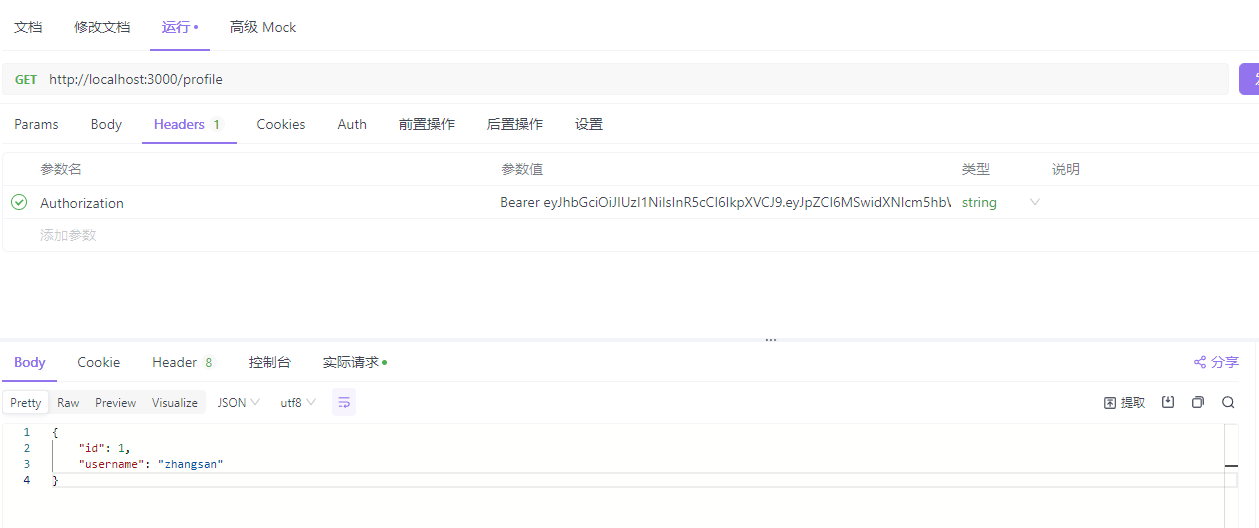 文档 修改文档 运行 高级 Mock
GET http://localhost:3000/profile
Params Body Headers 1 Cookies Auth 前置操作 后置操作 设置
参数名 参数值 类型 说明
Authorization Bearer eyJhbGciOiJIUzI1NiIsInR5cCI6IkpXVCJ9.eyJpZCI6MSwidXNlcm5hb string
添加参数
Body Cookie Header 8 控制台 实际请求 分享
Pretty Raw Preview Visualize JSON utf8 提取
1 {
2 "id": 1,
3 "username": "zhangsan"
4 }